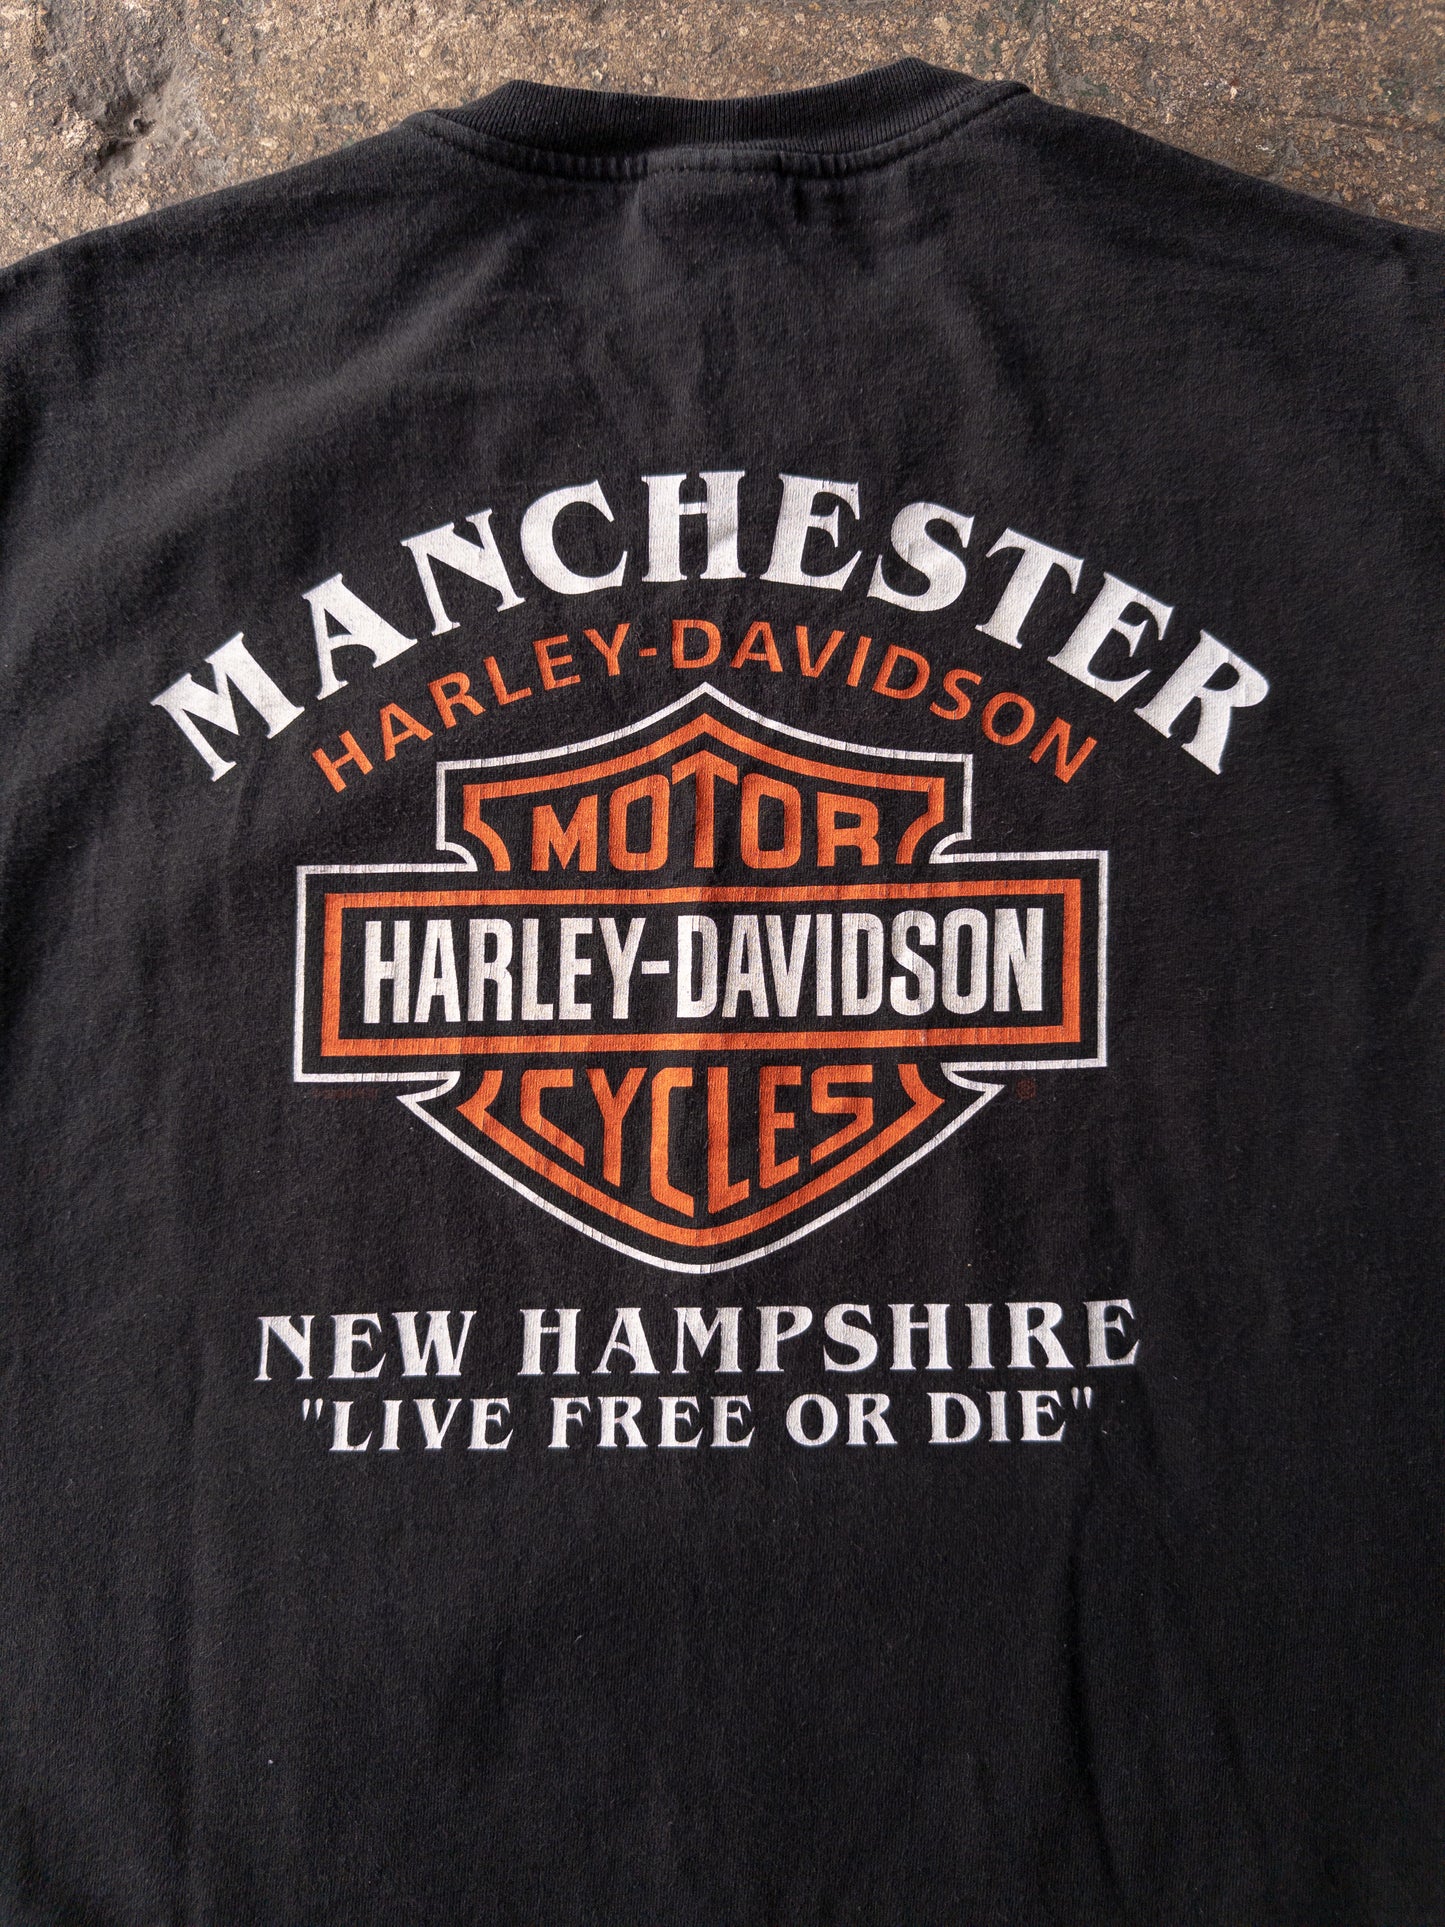 MANCHESTER
HARLEY-DAVIDSON
MOTOR
HARLEY-DAVIDSON
CYCLES
®
NEW HAMPSHIRE
"LIVE FREE OR DIE"